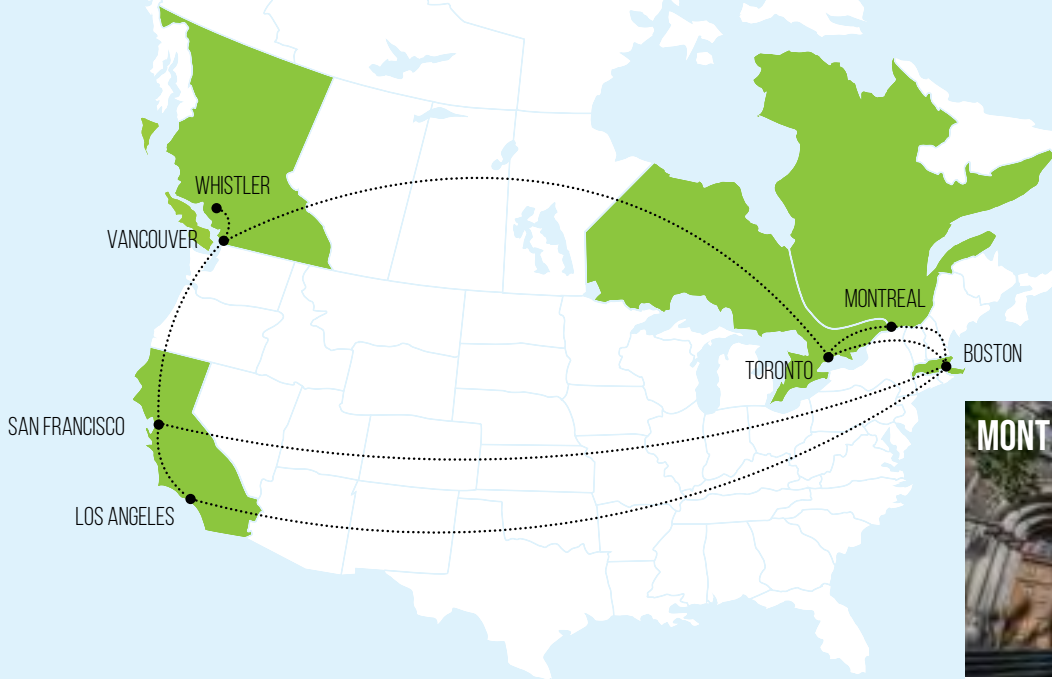 WHISTLER
VANCOUVER
MONTREAL
BOSTON
TORONTO
SAN FRANCISCO
MONT
LOS ANGELES